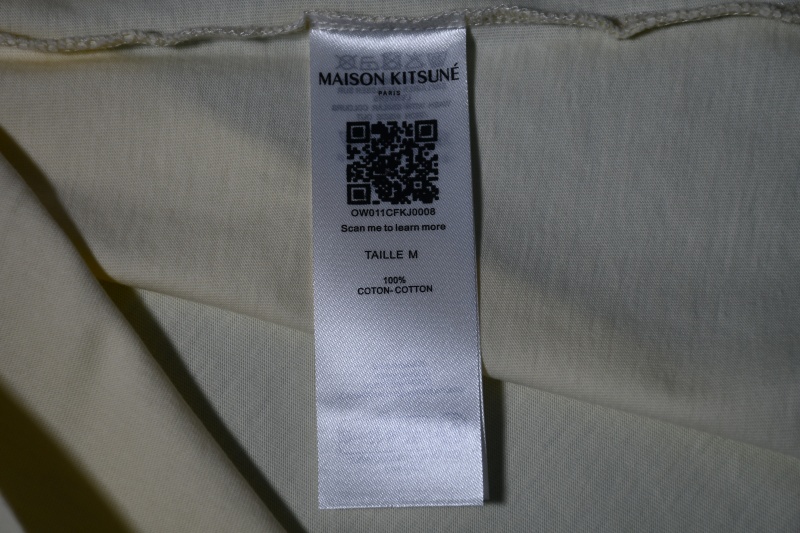 MAISON KITSUNÉ
PARIS
OW011CFKJ0008
Scan me to learn more
TAILLE M
100%
COTON- COTTON